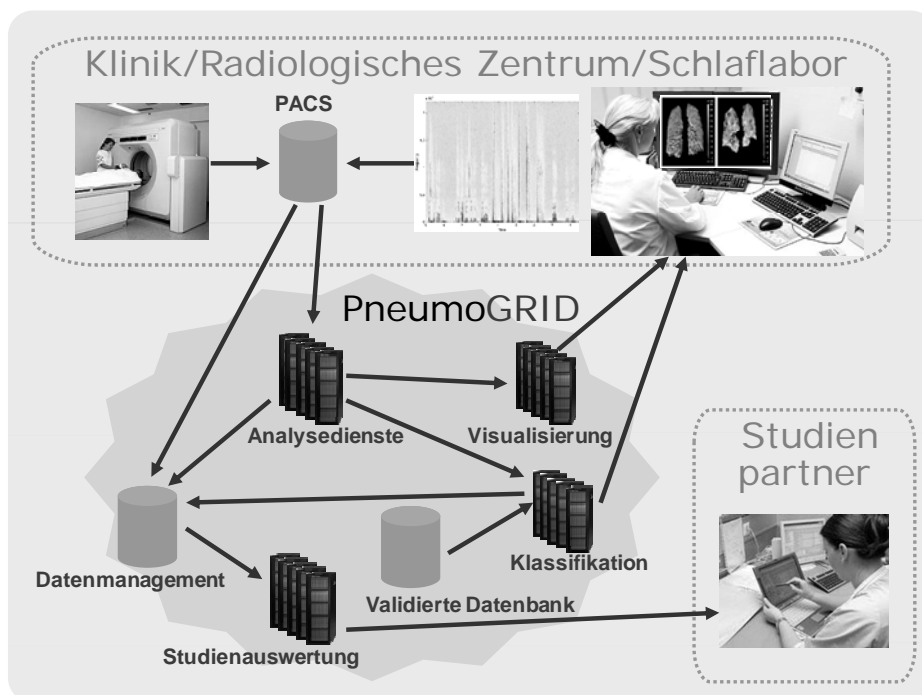 Klinik/Radiologisches Zentrum/Schlaflabor
PACS
PneumoGRID
Analysedienste
Visualisierung
Studien
partner
Datenmanagement
Klassifikation
Validierte Datenbank
Studienauswertung